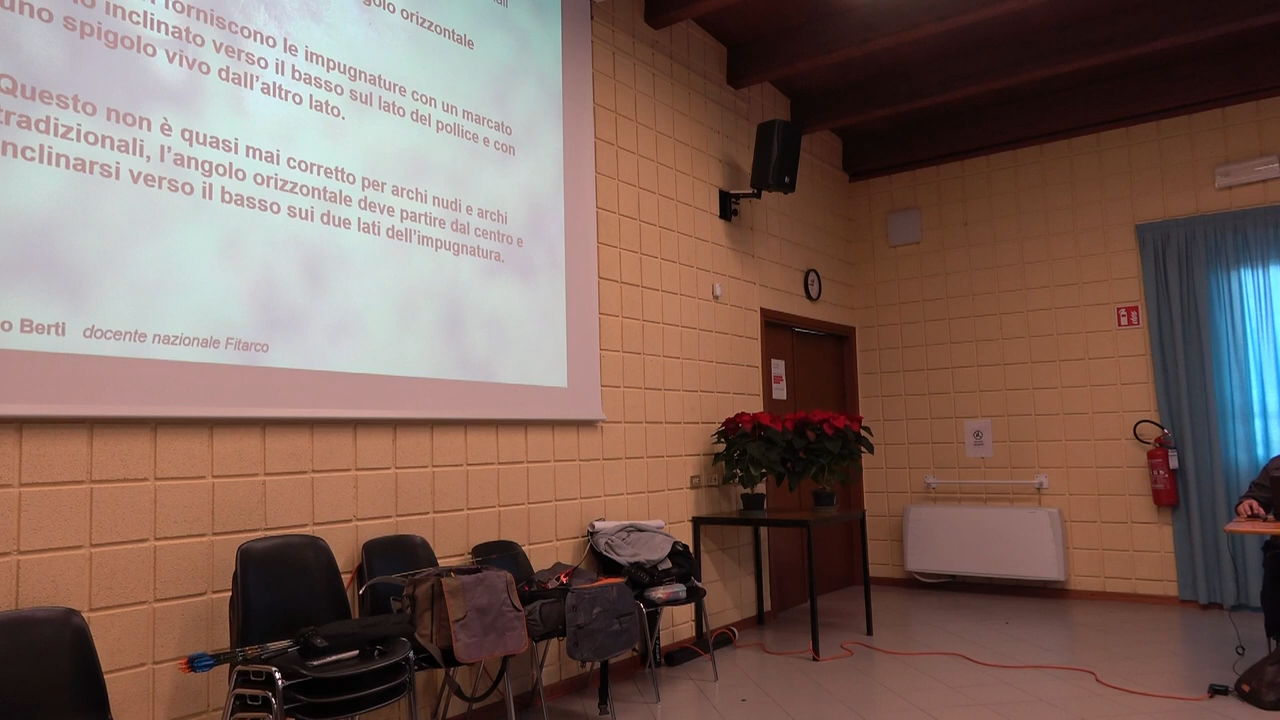 angolo orizzontale
forniscono le impugnature con un marcato
inclinato verso il basso sul lato del pollice e con
uno spigolo vivo dall'altro lato.
Questo non è quasi mai corretto per archi nudi e archi
tradizionali, l'angolo orizzontale deve partire dal centro e
inclinarsi verso il basso sui due lati dell'impugnatura.
o Berti docente nazionale Fitarco